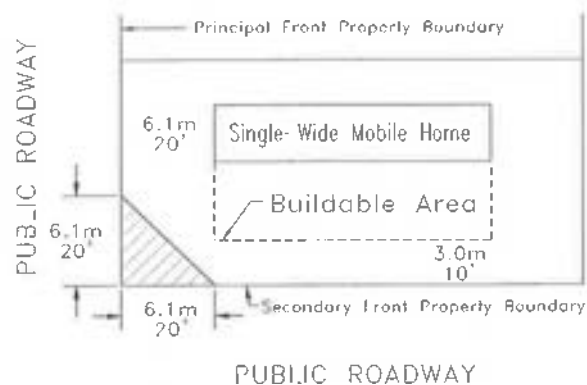 Principal Front Property Boundary
PUBLIC ROADWAY
6.1m
20'
Single-Wide Mobile Home
Buildable Area
6.1m
20'
3.0m
10'
6.1m
20'
Secondary Front Property Boundary
PUBLIC ROADWAY